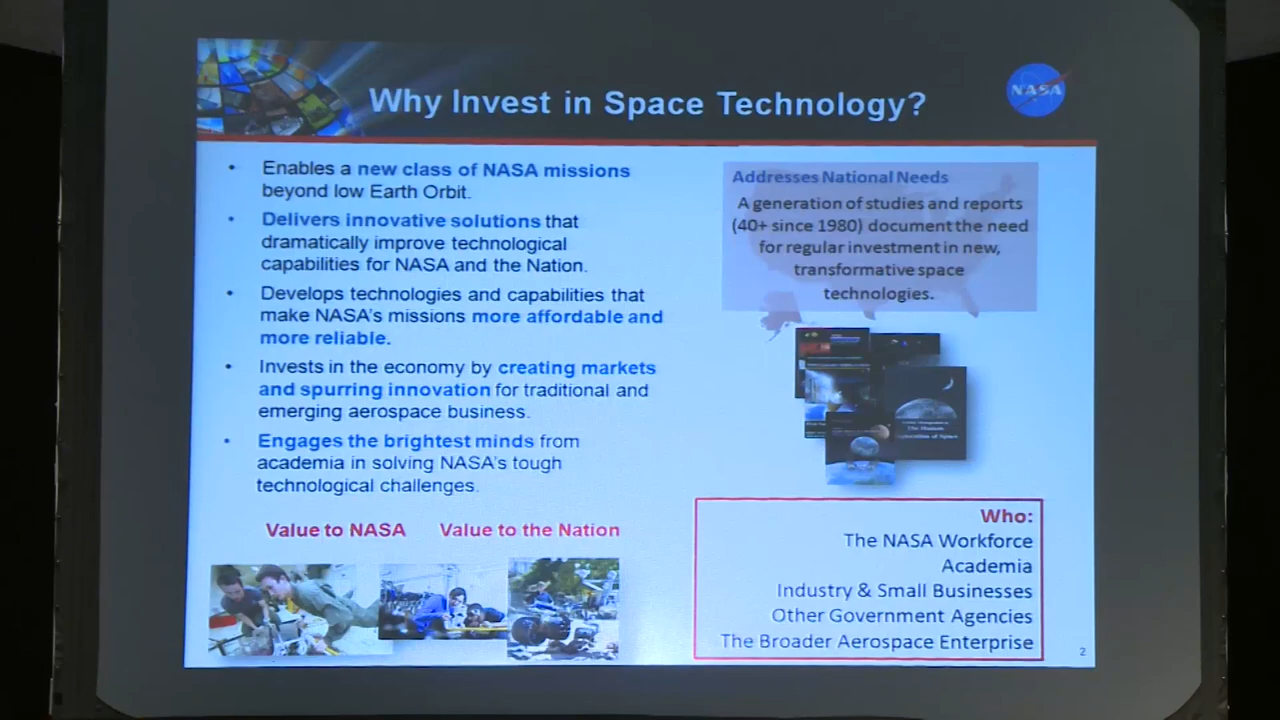 Why Invest in Space Technology?
NASA
• Enables a new class of NASA missions
beyond low Earth Orbit.
• Delivers innovative solutions that
dramatically improve technological
capabilities for NASA and the Nation.
• Develops technologies and capabilities that
make NASA's missions more affordable and
more reliable.
• Invests in the economy by creating markets
and spurring innovation for traditional and
emerging aerospace business.
• Engages the brightest minds from
academia in solving NASA's tough
technological challenges.
Value to NASA Value to the Nation
Addresses National Needs
A generation of studies and reports
(40+ since 1980) document the need
for regular investment in new,
transformative space
technologies.
Who:
The NASA Workforce
Academia
Industry & Small Businesses
Other Government Agencies
The Broader Aerospace Enterprise
2